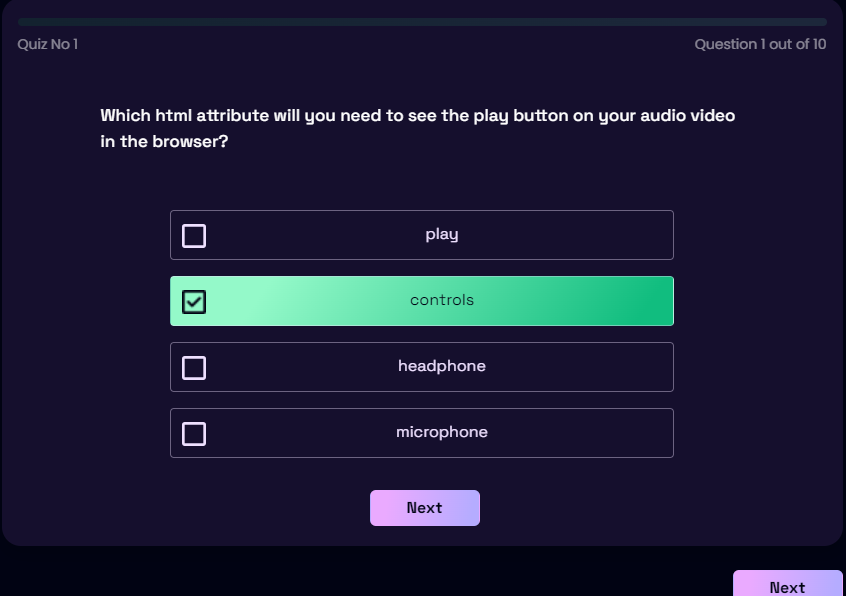 Quiz No 1
Question 1 out of 10
Which html attribute will you need to see the play button on your audio video
in the browser?
play
controls
headphone
microphone
Next
Next